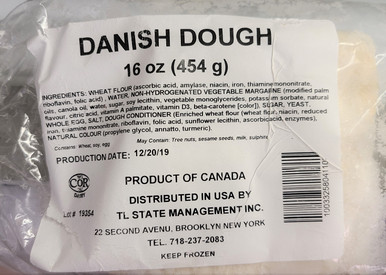 DANISH DOUGH
16 oz (454 g)
INGREDIENTS: WHEAT FLOUR (ascorbic acid, amylase, niacin, iron, thiamine mononitrate,
riboflavin, folic acid), WATER, NON-HYDROGENATED VEGETABLE MARGARINE (modified palm
oils, canola oil, water, sugar, soy lecithin, vegetable monoglycerides, potassium sorbate, natural
flavour, citric acid, vitamin A palmitate, vitamin D3, beta-carotene [color]), SUGAR, YEAST,
WHOLE EGG, SALT, DOUGH CONDITIONER (Enriched wheat flour (wheat flour, niacin, reduced
iron, thiamine mononitrate, riboflavin, folic acid, sunflower lecithin, ascorbic acid, enzymes),
NATURAL COLOUR (propylene glycol, annatto, turmeric).
Contains: Wheat, soy, egg
May Contain: Tree nuts, sesame seeds, milk, sulphites
PRODUCTION DATE: 12/20/19
COR
PRODUCT OF CANADA
DISTRIBUTED IN USA BY
Lot # 19354
TL STATE MANAGEMENT INC.
22 SECOND AVENU, BROOKLYN NEW YORK
TEL. 718-237-2083
KEEP FROZEN